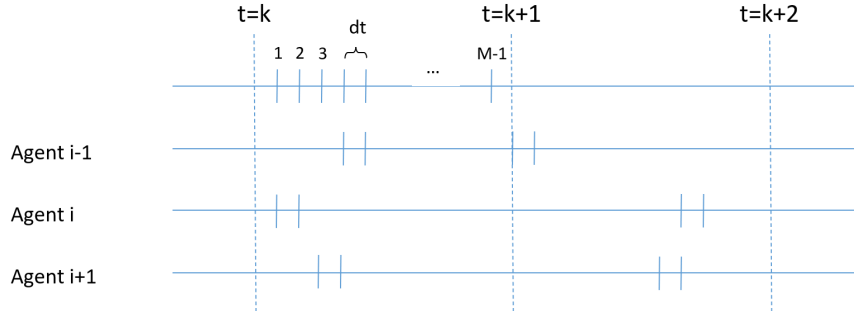 t=k t=k+1 t=k+2
dt
1 2 3 ... M-1
Agent i-1
Agent i
Agent i+1